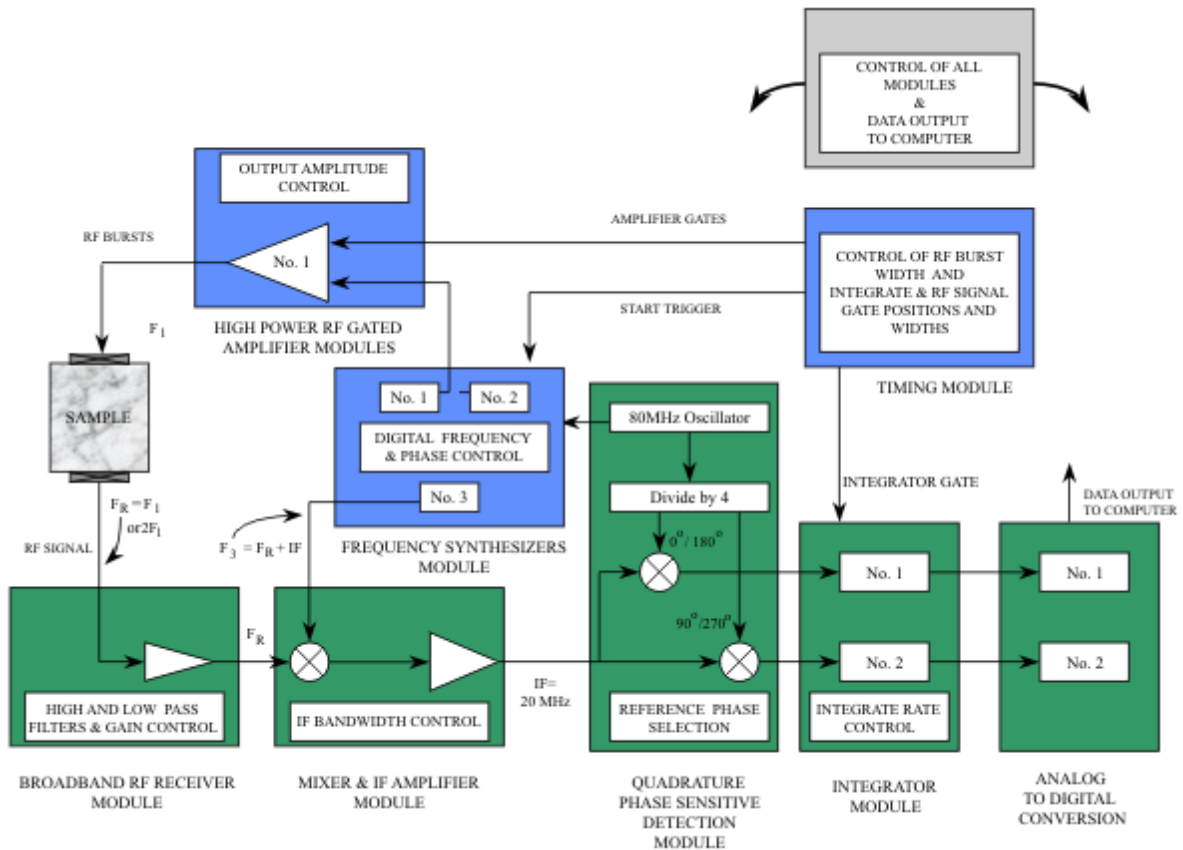 CONTROL OF ALL
MODULES
&
DATA OUTPUT
TO COMPUTER
OUTPUT AMPLITUDE
CONTROL
No. 1
HIGH POWER RF GATED
AMPLIFIER MODULES
RF BURSTS
AMPLIFIER GATES
START TRIGGER
CONTROL OF RF BURST
WIDTH AND
INTEGRATE & RF SIGNAL
GATE POSITIONS AND
WIDTHS
TIMING MODULE
F1
SAMPLE
FR = F1
or2F1
RF SIGNAL
No. 1
No. 2
DIGITAL FREQUENCY
& PHASE CONTROL
No. 3
FREQUENCY SYNTHESIZERS
MODULE
F3 = FR + IF
80MHz Oscillator
Divide by 4
0°/ 180°
90°/270°
REFERENCE PHASE
SELECTION
QUADRATURE
PHASE SENSITIVE
DETECTION
MODULE
INTEGRATOR GATE
DATA OUTPUT
TO COMPUTER
FR
HIGH AND LOW PASS
FILTERS & GAIN CONTROL
BROADBAND RF RECEIVER
MODULE
IF BANDWIDTH CONTROL
MIXER & IF AMPLIFIER
MODULE
IF=
20 MHz
No. 1
No. 2
INTEGRATE RATE
CONTROL
INTEGRATOR
MODULE
No. 1
No. 2
ANALOG
TO DIGITAL
CONVERSION